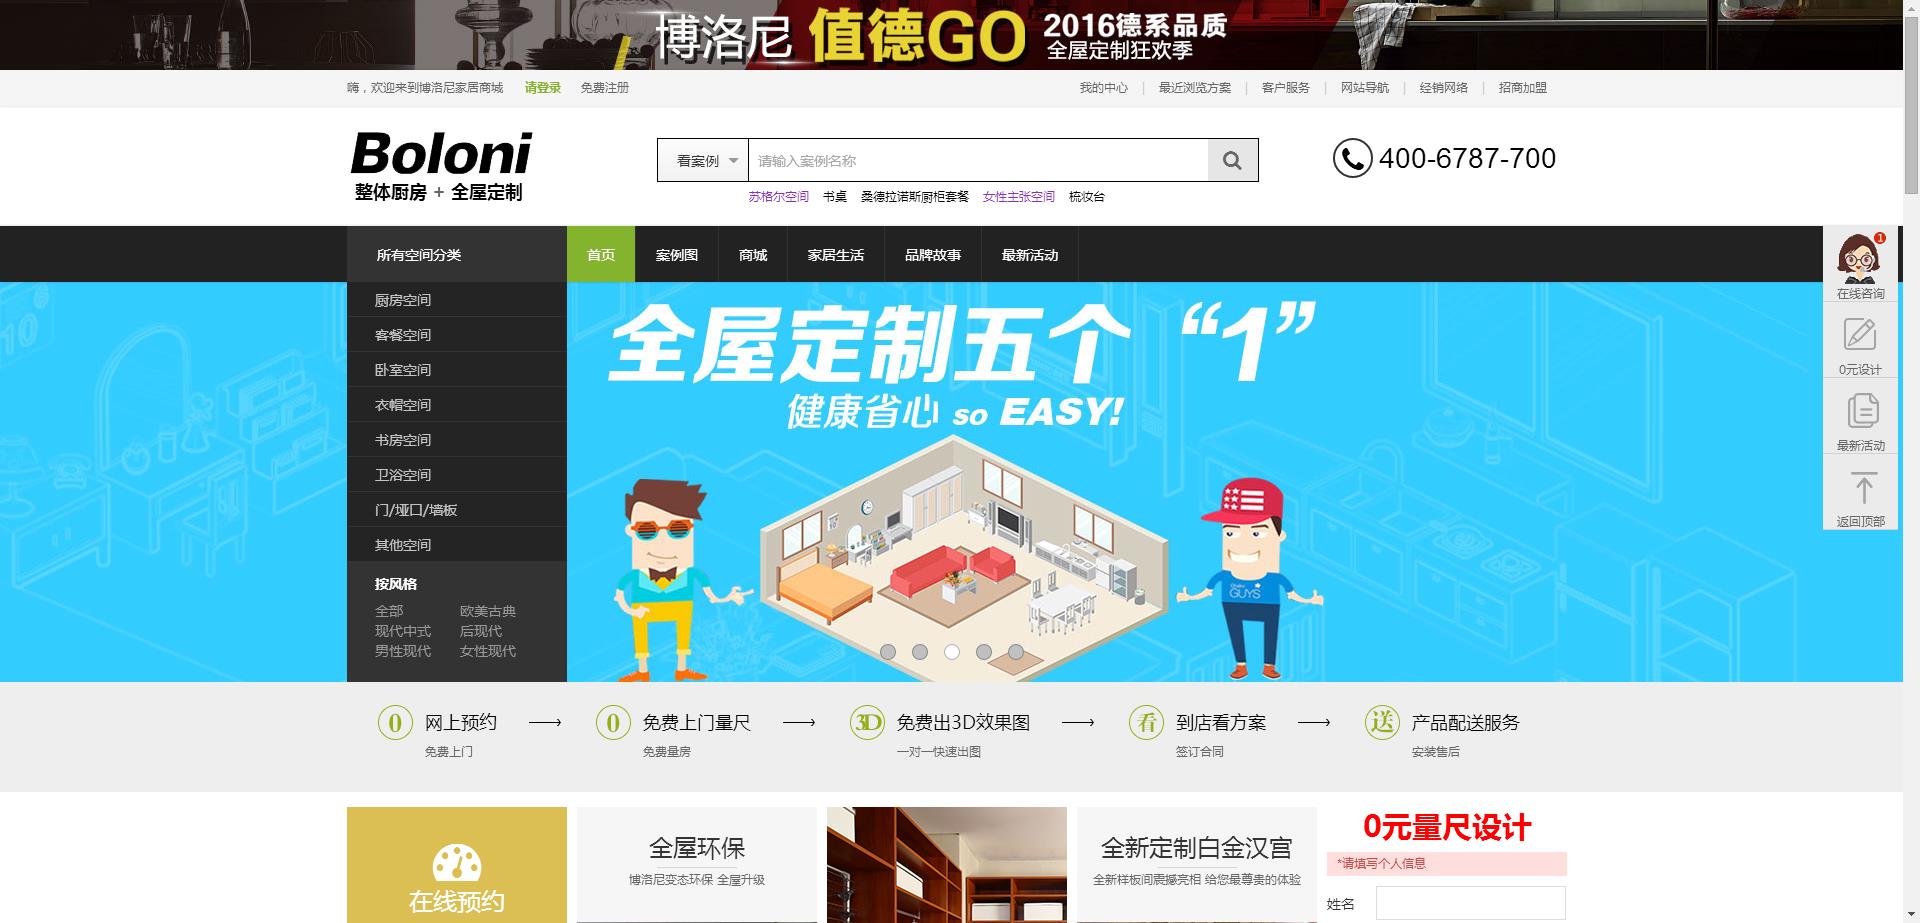 博洛尼 值德GO 2016德系品质
全屋定制狂欢季
嗨，欢迎来到博洛尼家居商城 请登录 免费注册
我的中心 | 最近浏览方案 | 客户服务 | 网站导航 | 经销网络 | 招商加盟
Boloni
整体厨房 + 全屋定制
看案例 请输入案例名称
苏格尔空间 书桌 桑德拉诺斯厨柜套餐 女性主张空间 梳妆台
400-6787-700
所有空间分类 首页 案例图 商城 家居生活 品牌故事 最新活动
厨房空间
客餐空间
卧室空间
衣帽空间
书房空间
卫浴空间
门/垭口/墙板
其他空间
按风格
全部 欧美古典
现代中式 后现代
男性现代 女性现代
全屋定制五个“1”
健康省心 so EASY!
GUYS
1
在线咨询
0元设计
最新活动
返回顶部
0 网上预约
免费上门
0 免费上门量尺
免费量房
3D 免费出3D效果图
一对一快速出图
看 到店看方案
签订合同
送 产品配送服务
安装售后
在线预约
全屋环保
博洛尼变态环保 全屋升级
全新定制白金汉宫
全新样板间震撼亮相 给您最尊贵的体验
0元量尺设计
*请填写个人信息
姓名